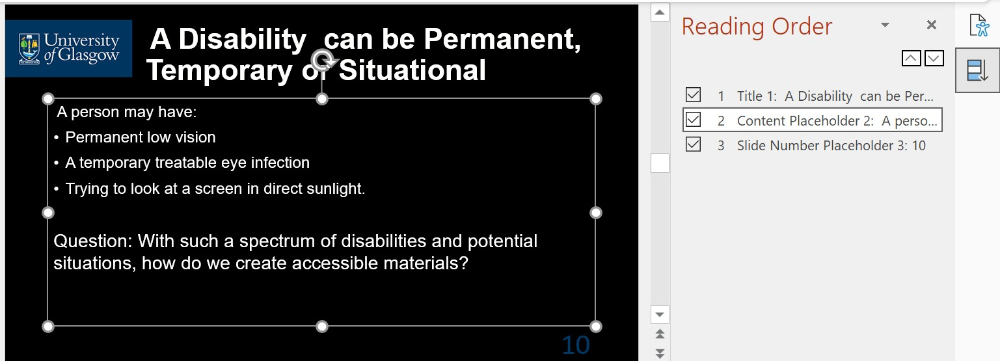 University
of Glasgow
A Disability  can be Permanent,
Temporary or Situational
A person may have:
• Permanent low vision
• A temporary treatable eye infection
• Trying to look at a screen in direct sunlight.
Question: With such a spectrum of disabilities and potential
situations, how do we create accessible materials?
10
Reading Order
1 Title 1:  A Disability  can be Per...
2 Content Placeholder 2:  A perso...
3 Slide Number Placeholder 3: 10